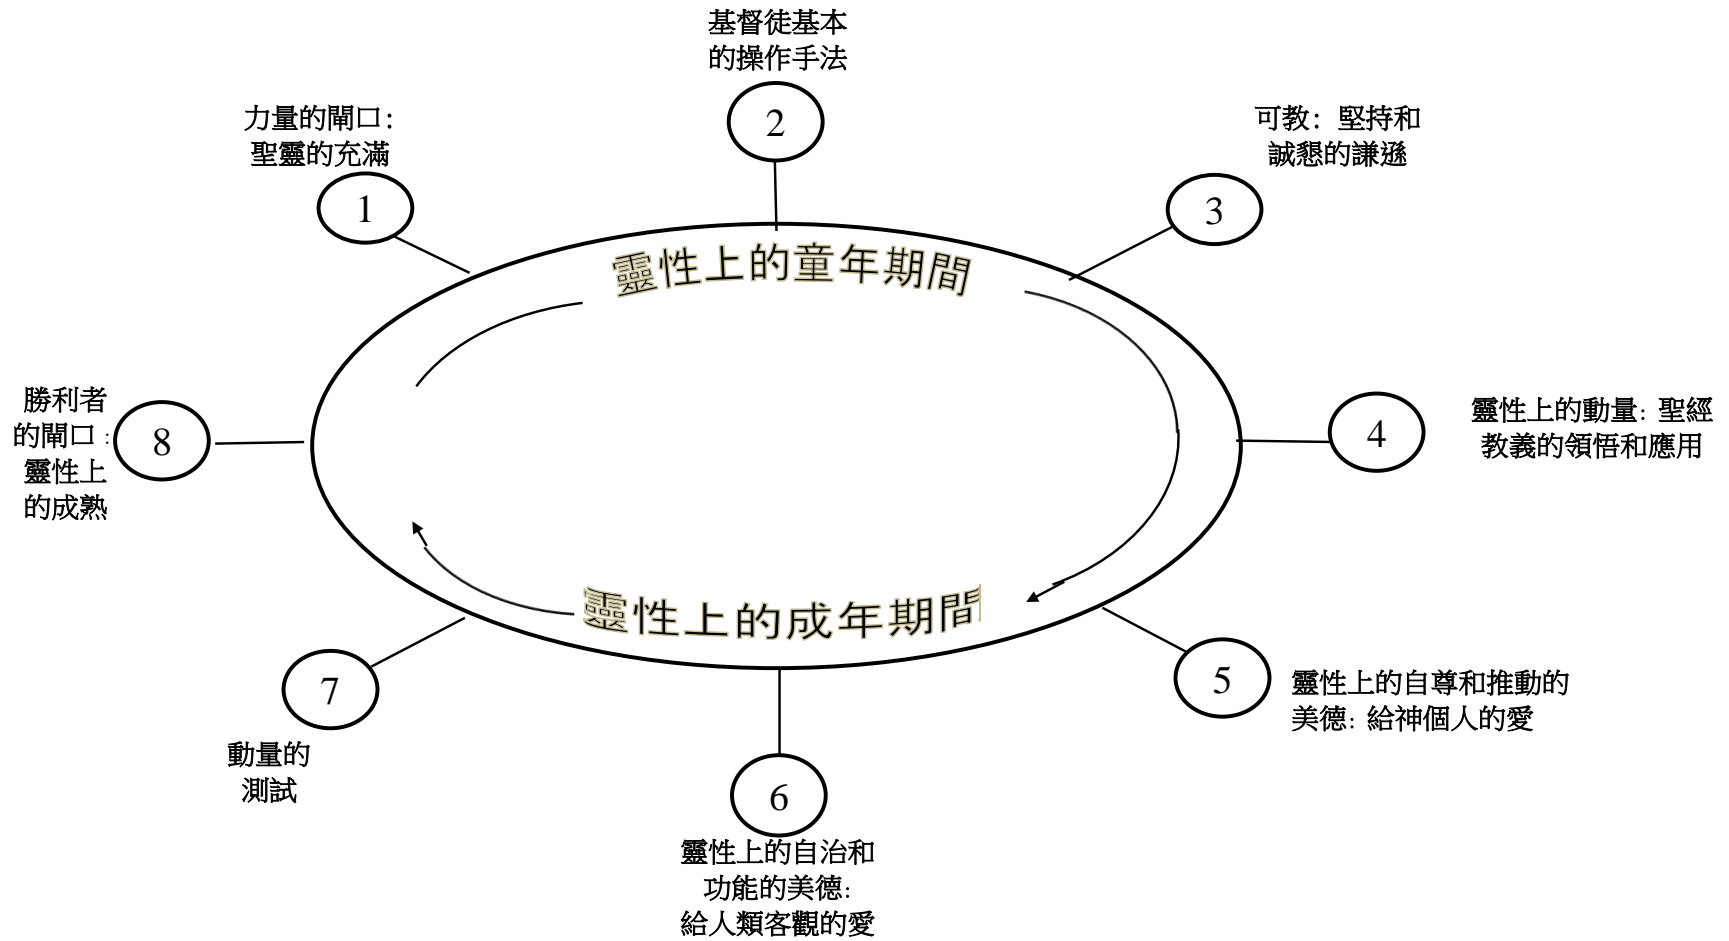 力量的閘口：
聖靈的充滿
1
基督徒基本
的操作手法
2
可教：堅持和
誠懇的謙遜
3
靈性上的動量：聖經
教義的領悟和應用
4
靈性上的自尊和推動的
美德：給神個人的愛
5
靈性上的自治和
功能的美德：
給人類客觀的愛
6
動量的
測試
7
勝利者
的閘口：
靈性上
的成熟
8
靈性上的童年期間
靈性上的成年期間